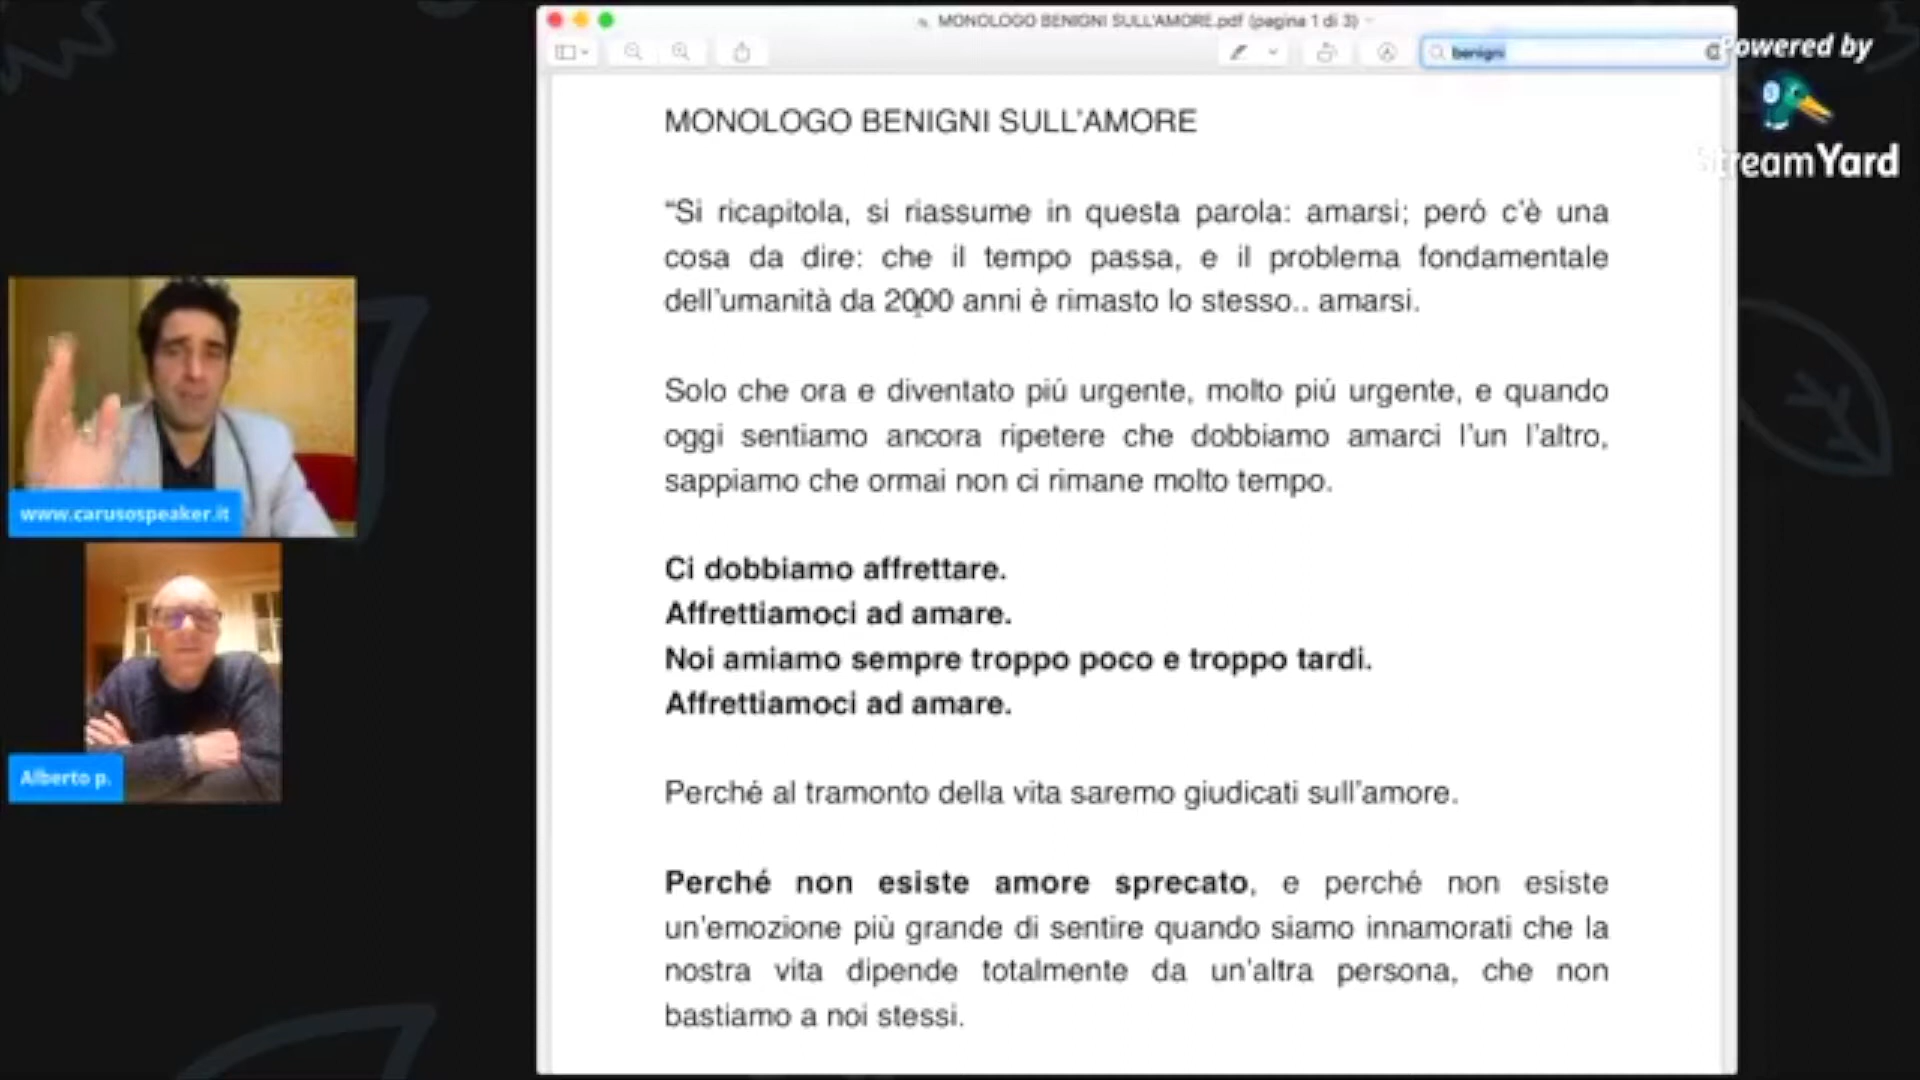 MONOLOGO BENIGNI SULL'AMORE.pdf (pagina 1 di 3)
benigni
Powered by
StreamYard
MONOLOGO BENIGNI SULL'AMORE
“Si ricapitola, si riassume in questa parola: amarsi; peró c'è una
cosa da dire: che il tempo passa, e il problema fondamentale
dell'umanità da 2000 anni è rimasto lo stesso.. amarsi.
Solo che ora e diventato piú urgente, molto piú urgente, e quando
oggi sentiamo ancora ripetere che dobbiamo amarci l'un l'altro,
sappiamo che ormai non ci rimane molto tempo.
Ci dobbiamo affrettare.
Affrettiamoci ad amare.
Noi amiamo sempre troppo poco e troppo tardi.
Affrettiamoci ad amare.
Perché al tramonto della vita saremo giudicati sull'amore.
Perché non esiste amore sprecato, e perché non esiste
un'emozione più grande di sentire quando siamo innamorati che la
nostra vita dipende totalmente da un'altra persona, che non
bastiamo a noi stessi.
www.carusospeaker.it
Alberto p.